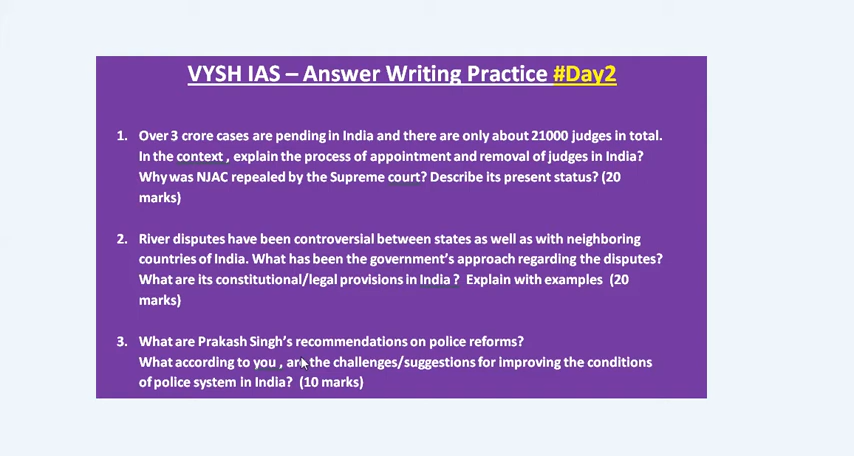 VYSH IAS – Answer Writing Practice #Day2
1. Over 3 crore cases are pending in India and there are only about 21000 judges in total.
In the context , explain the process of appointment and removal of judges in India?
Why was NJAC repealed by the Supreme court? Describe its present status? (20
marks)
2. River disputes have been controversial between states as well as with neighboring
countries of India. What has been the government's approach regarding the disputes?
What are its constitutional/legal provisions in India ? Explain with examples (20
marks)
3. What are Prakash Singh's recommendations on police reforms?
What according to you , are the challenges/suggestions for improving the conditions
of police system in India? (10 marks)